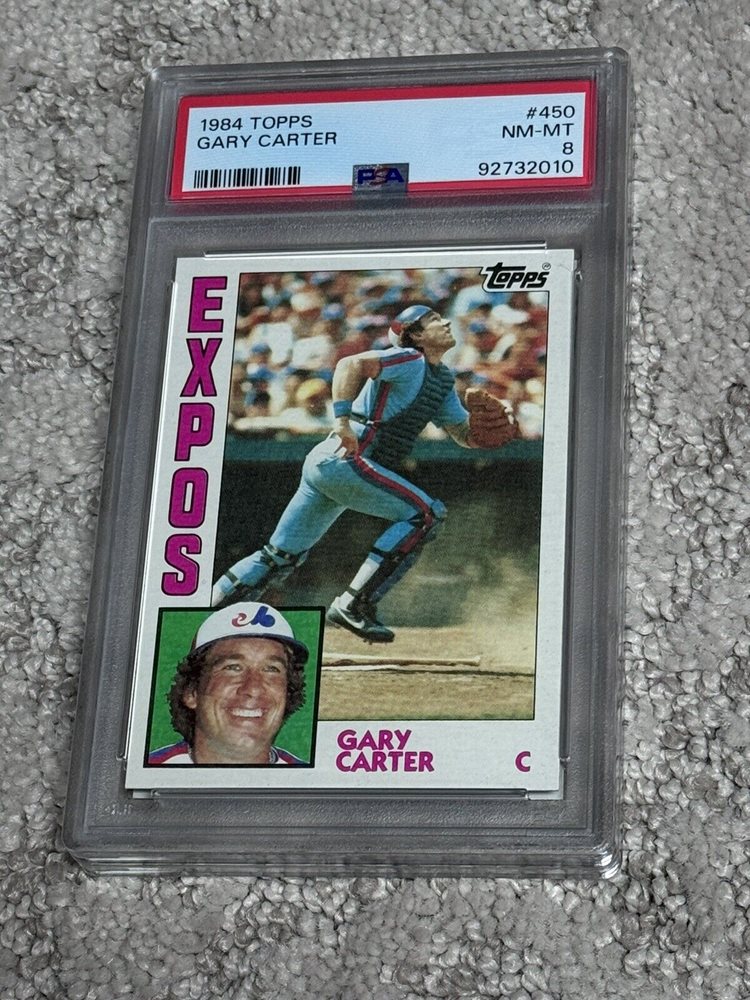 1984 TOPPS
GARY CARTER
#450
NM-MT
8
92732010
PSA
Topps®
EXPOS
GARY
CARTER
C